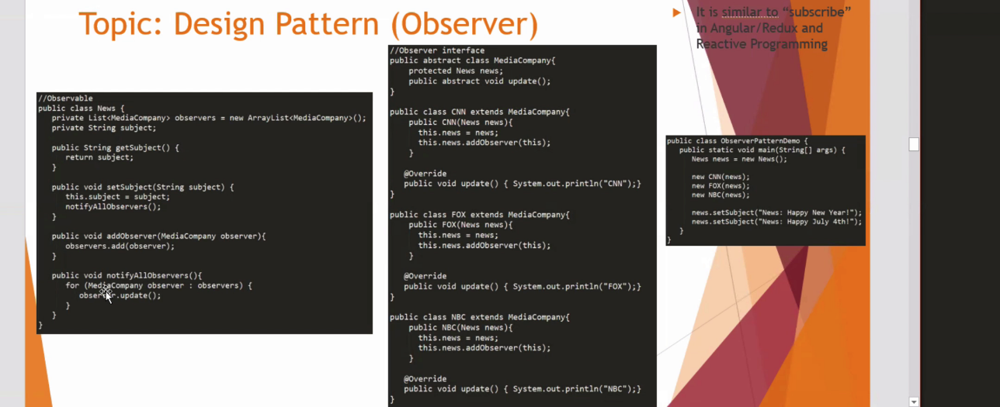 Topic: Design Pattern (Observer)
It is similar to “subscribe”
in Angular/Redux and
Reactive Programming
//Observable
public class News {
private List<MediaCompany> observers = new ArrayList<MediaCompany>();
private String subject;
public String getSubject() {
return subject;
}
public void setSubject(String subject) {
this.subject = subject;
notifyAllObservers();
}
public void addObserver(MediaCompany observer){
observers.add(observer);
}
public void notifyAllObservers(){
for (MediaCompany observer : observers) {
observer.update();
}
}
}
//Observer interface
public abstract class MediaCompany{
protected News news;
public abstract void update();
}
public class CNN extends MediaCompany{
public CNN(News news){
this.news = news;
this.news.addObserver(this);
}
@Override
public void update() { System.out.println("CNN");}
}
public class FOX extends MediaCompany{
public FOX(News news){
this.news = news;
this.news.addObserver(this);
}
@Override
public void update() { System.out.println("FOX");}
}
public class NBC extends MediaCompany{
public NBC(News news){
this.news = news;
this.news.addObserver(this);
}
@Override
public void update() { System.out.println("NBC");}
}
public class ObserverPatternDemo {
public static void main(String[] args) {
News news = new News();
new CNN(news);
new FOX(news);
new NBC(news);
news.setSubject("News: Happy New Year!");
news.setSubject("News: Happy July 4th!");
}
}